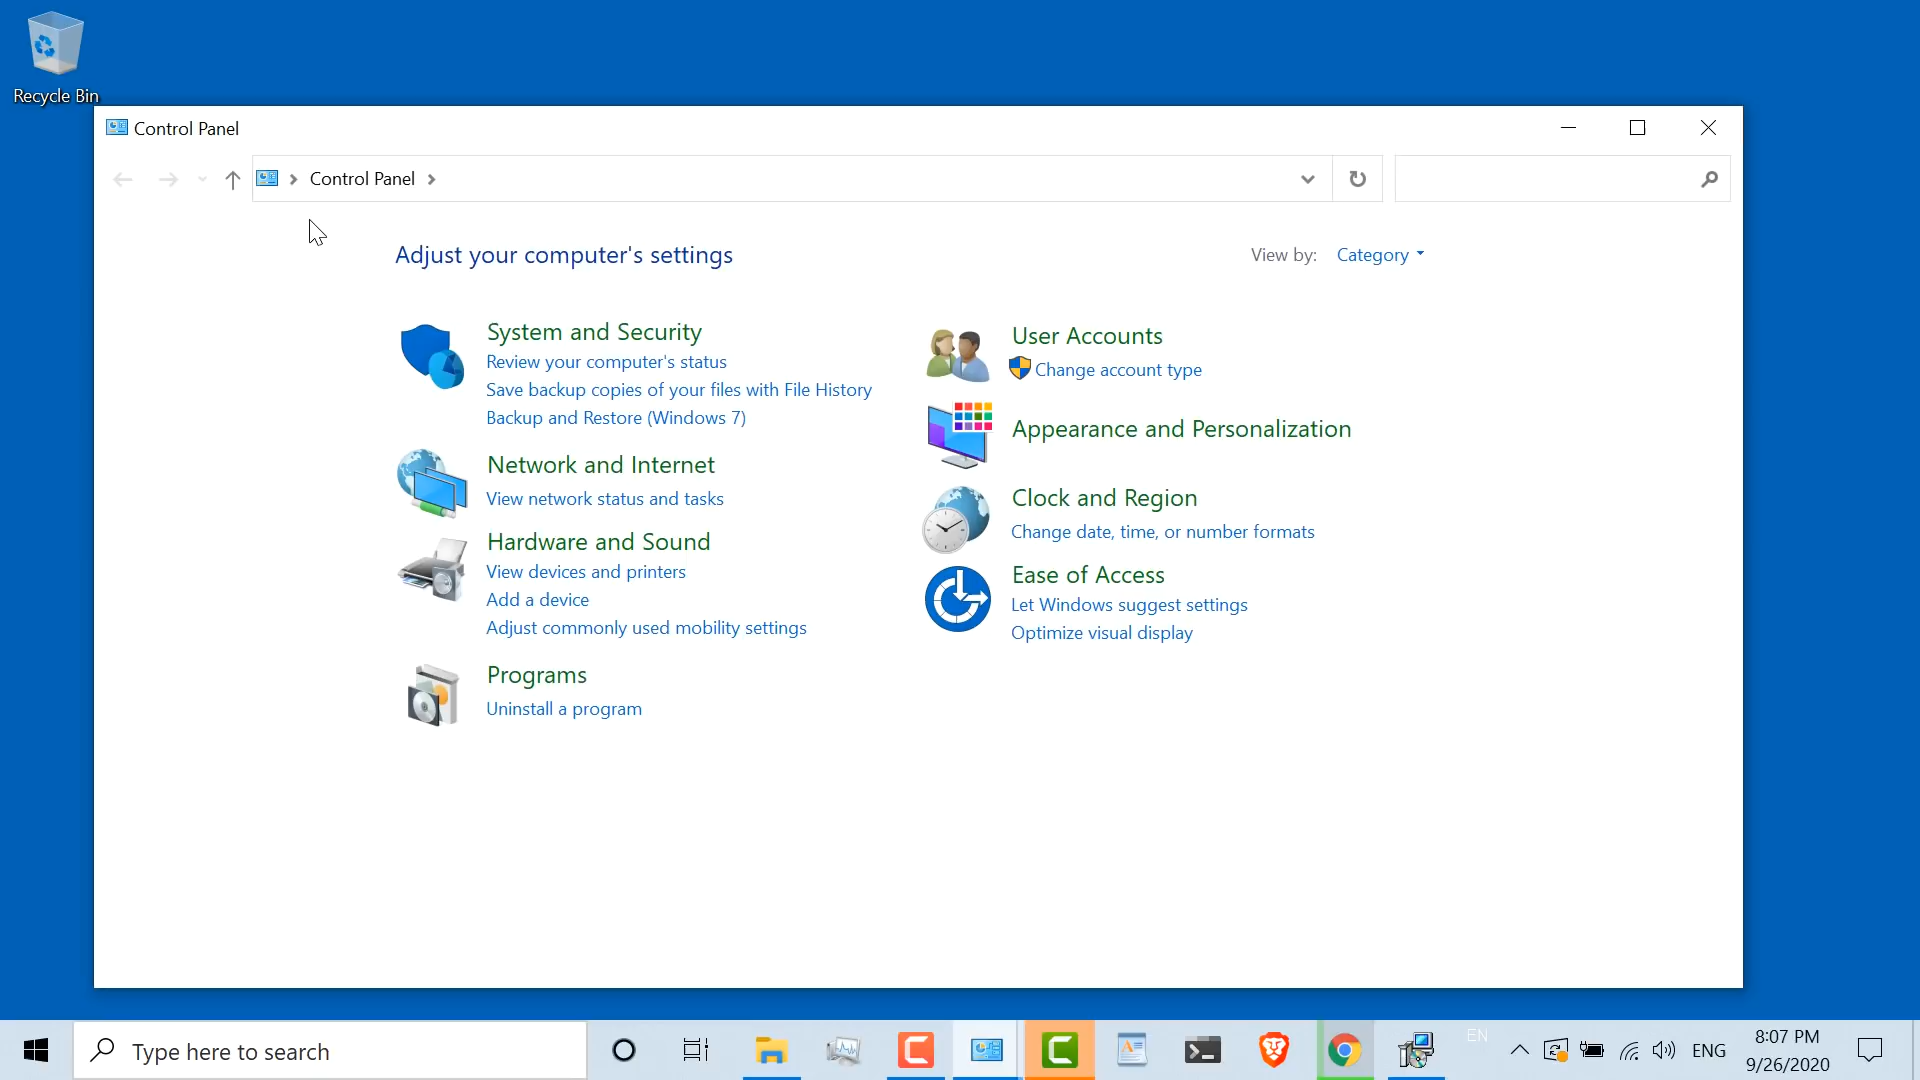 Recycle Bin
Control Panel
Control Panel
Adjust your computer's settings
View by: Category
System and Security
Review your computer's status
Save backup copies of your files with File History
Backup and Restore (Windows 7)
Network and Internet
View network status and tasks
Hardware and Sound
View devices and printers
Add a device
Adjust commonly used mobility settings
Programs
Uninstall a program
User Accounts
Change account type
Appearance and Personalization
Clock and Region
Change date, time, or number formats
Ease of Access
Let Windows suggest settings
Optimize visual display
Type here to search
EN
ENG
8:07 PM
9/26/2020